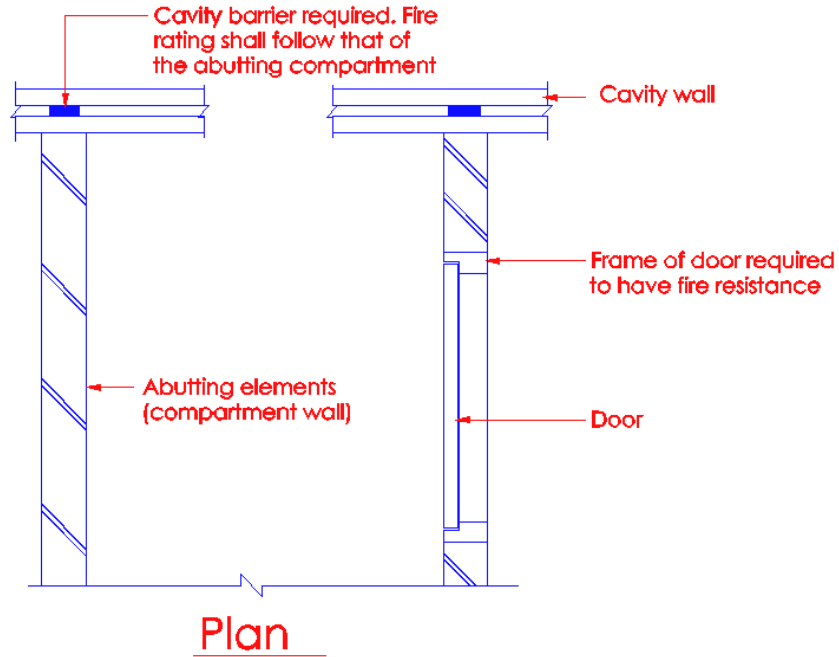 Cavity barrier required. Fire
rating shall follow that of
the abutting compartment
Cavity wall
Frame of door required
to have fire resistance
Abutting elements
(compartment wall)
Door
Plan